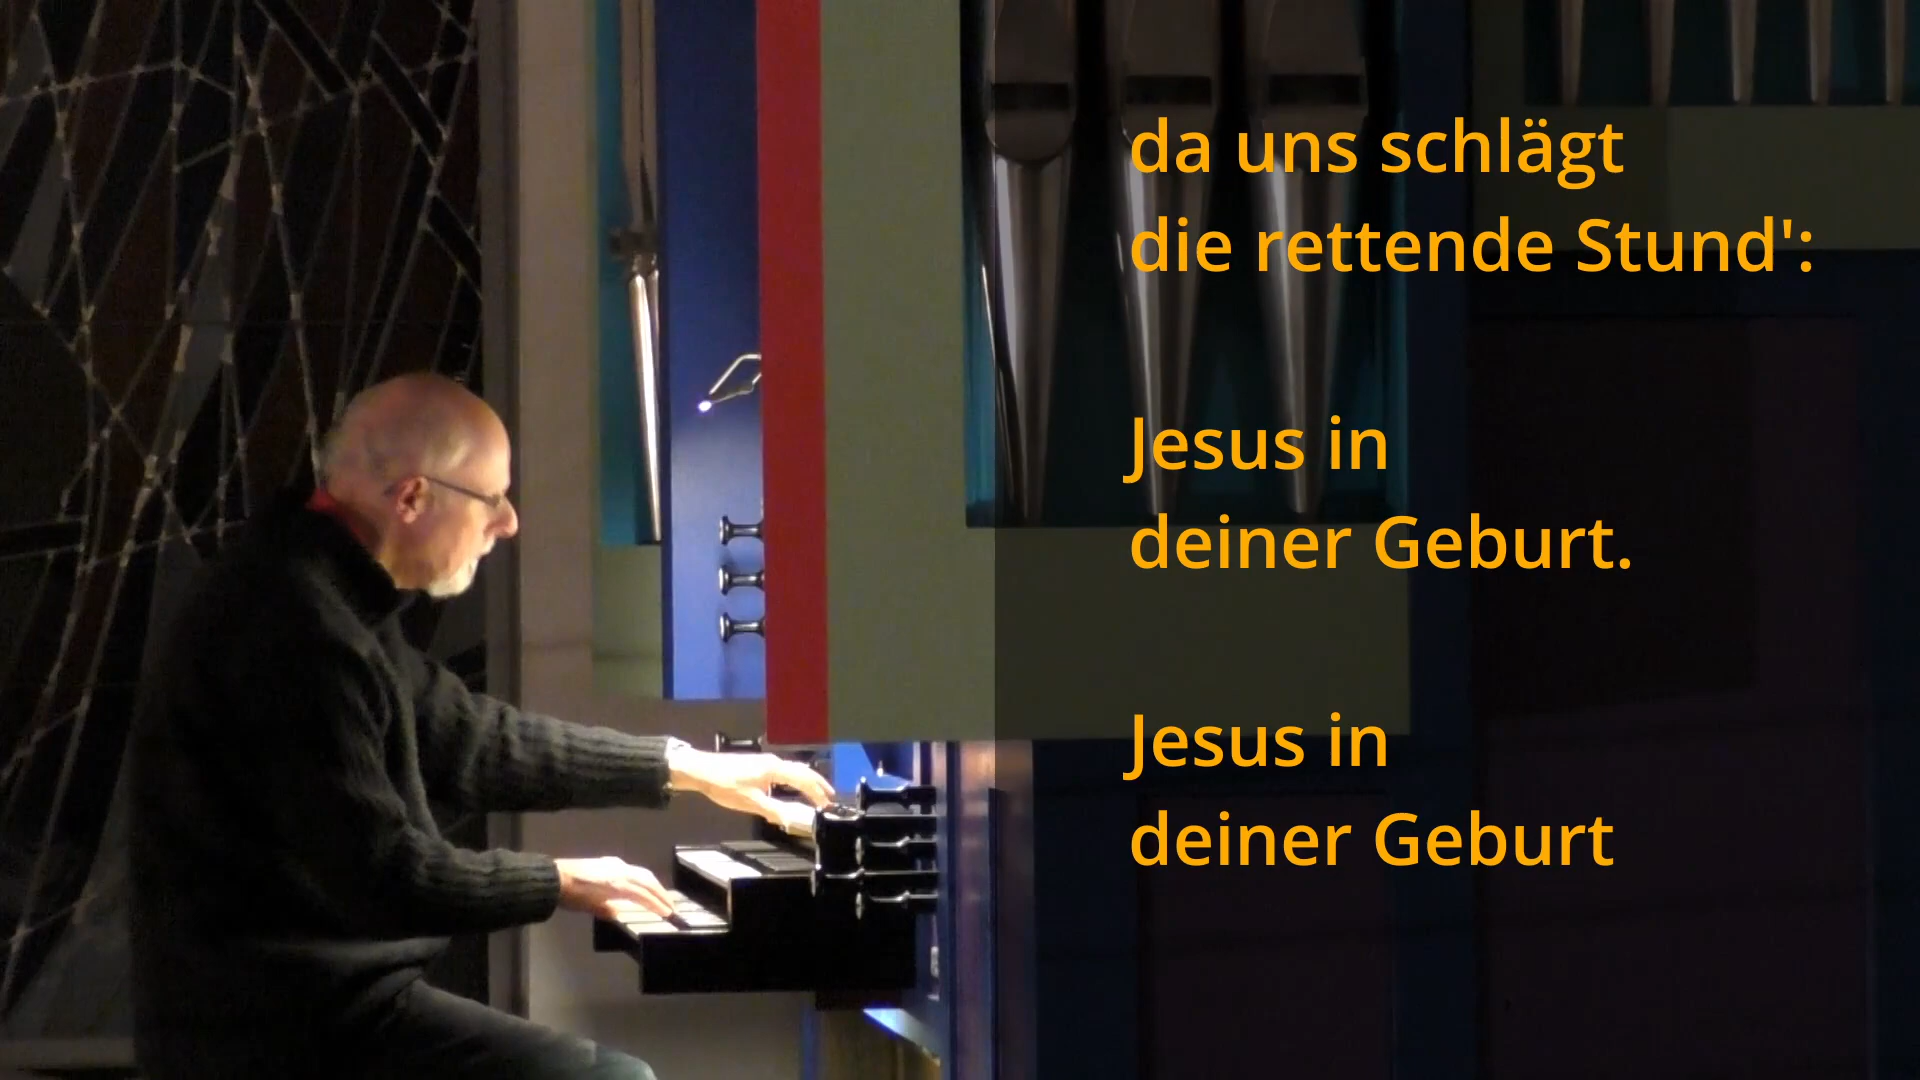 da uns schlägt
die rettende Stund':
Jesus in
deiner Geburt.
Jesus in
deiner Geburt